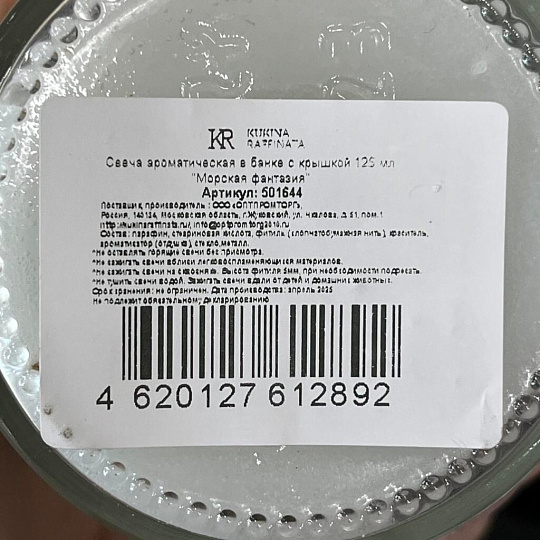 KR KUKINA
RAFFINATA
Свеча ароматическая в банке с крышкой 125 мл
"Морская фантазия"
Артикул: 501644
Поставщик, производитель : ООО «ОПТПРОМТОРГ»,
Россия, 140124, Московская область, г.Жуковский, ул. Чкалова, д. 51, пом.1
http://kukinaraffinata.ru/, info@optpromtorg2010.ru
Состав: парафин, стеариновая кислота, фитиль (хлопчатобумажная нить), краситель,
ароматизатор (отдушка), стекло,металл.
*Не оставлять горящие свечи без присмотра.
*Не зажигать свечи вблизи легковоспламеняющихся материалов.
*Не зажигать свечи на сквозняке. Высота фитиля 5мм, при необходимости подрезать.
*Не тушить свечи водой. Зажигать свечи вдали от детей и домашних животных.
Срок хранения : не ограничен. Дата производства: апрель 2025
Не подлежит обязательному декларированию
4 620127 612892